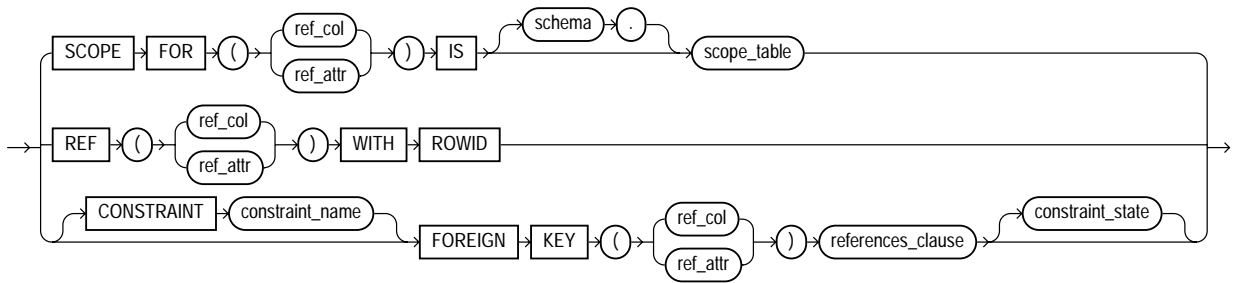 SCOPE FOR ( ref_col ref_attr ) IS schema . scope_table
REF ( ref_col ref_attr ) WITH ROWID
CONSTRAINT constraint_name FOREIGN KEY ( ref_col ref_attr ) references_clause constraint_state